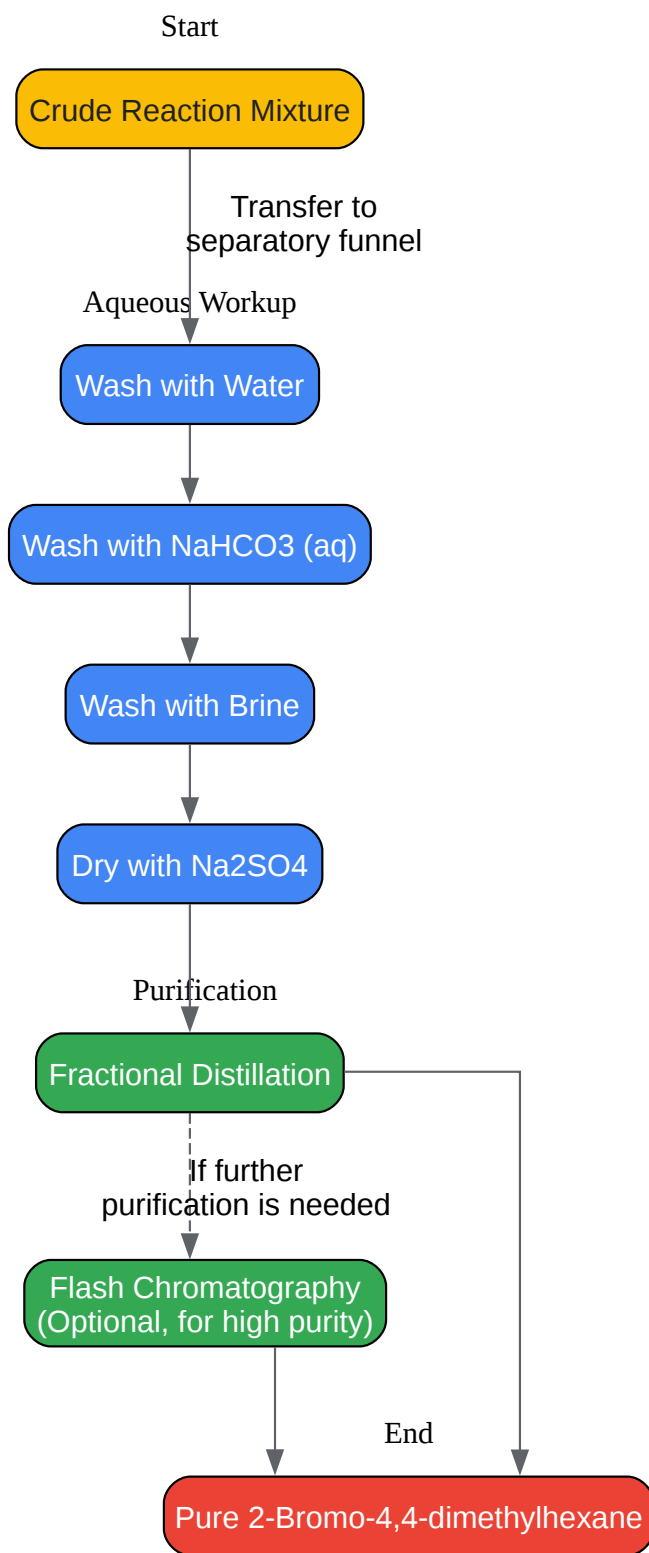 Start
Crude Reaction Mixture
Transfer to
separatory funnel
Aqueous Workup
Wash with Water
Wash with NaHCO3 (aq)
Wash with Brine
Dry with Na2SO4
Purification
Fractional Distillation
If further
purification is needed
Flash Chromatography
(Optional, for high purity)
End
Pure 2-Bromo-4,4-dimethylhexane